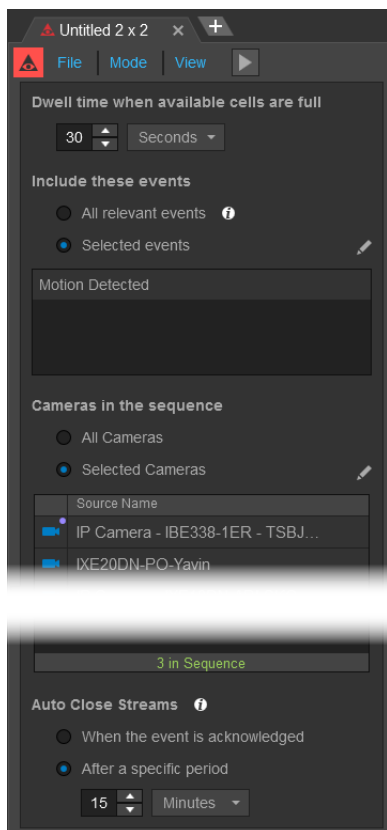 Untitled 2 x 2
File Mode View
Dwell time when available cells are full
30 Seconds
Include these events
All relevant events
Selected events
Motion Detected
Cameras in the sequence
All Cameras
Selected Cameras
Source Name
IP Camera - IBE338-1ER - TSBJ...
IXE20DN-PO-Yavin
3 in Sequence
Auto Close Streams
When the event is acknowledged
After a specific period
15 Minutes